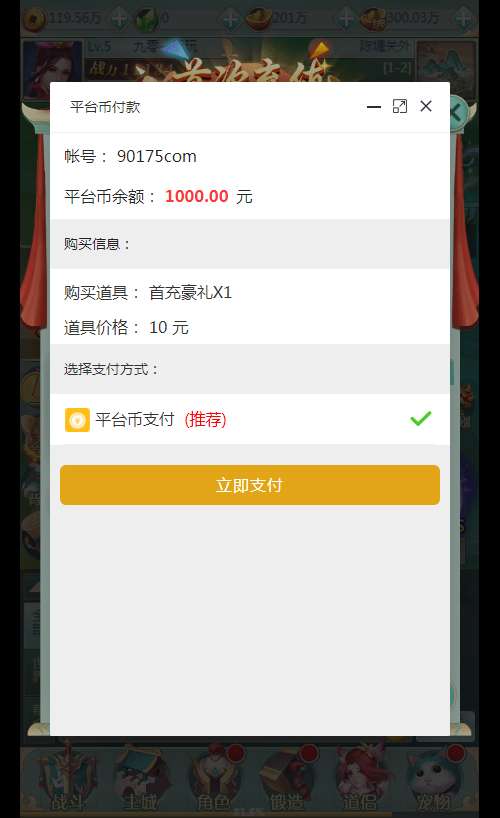 119.56万
0
201万
300.03万
Lv.5
[1-2]
平台币付款
帐号： 90175com
平台币余额： 1000.00 元
购买信息：
购买道具： 首充豪礼X1
道具价格： 10 元
选择支付方式：
平台币支付 (推荐)
立即支付
战斗
主城
角色
锻造
道侣
宠物